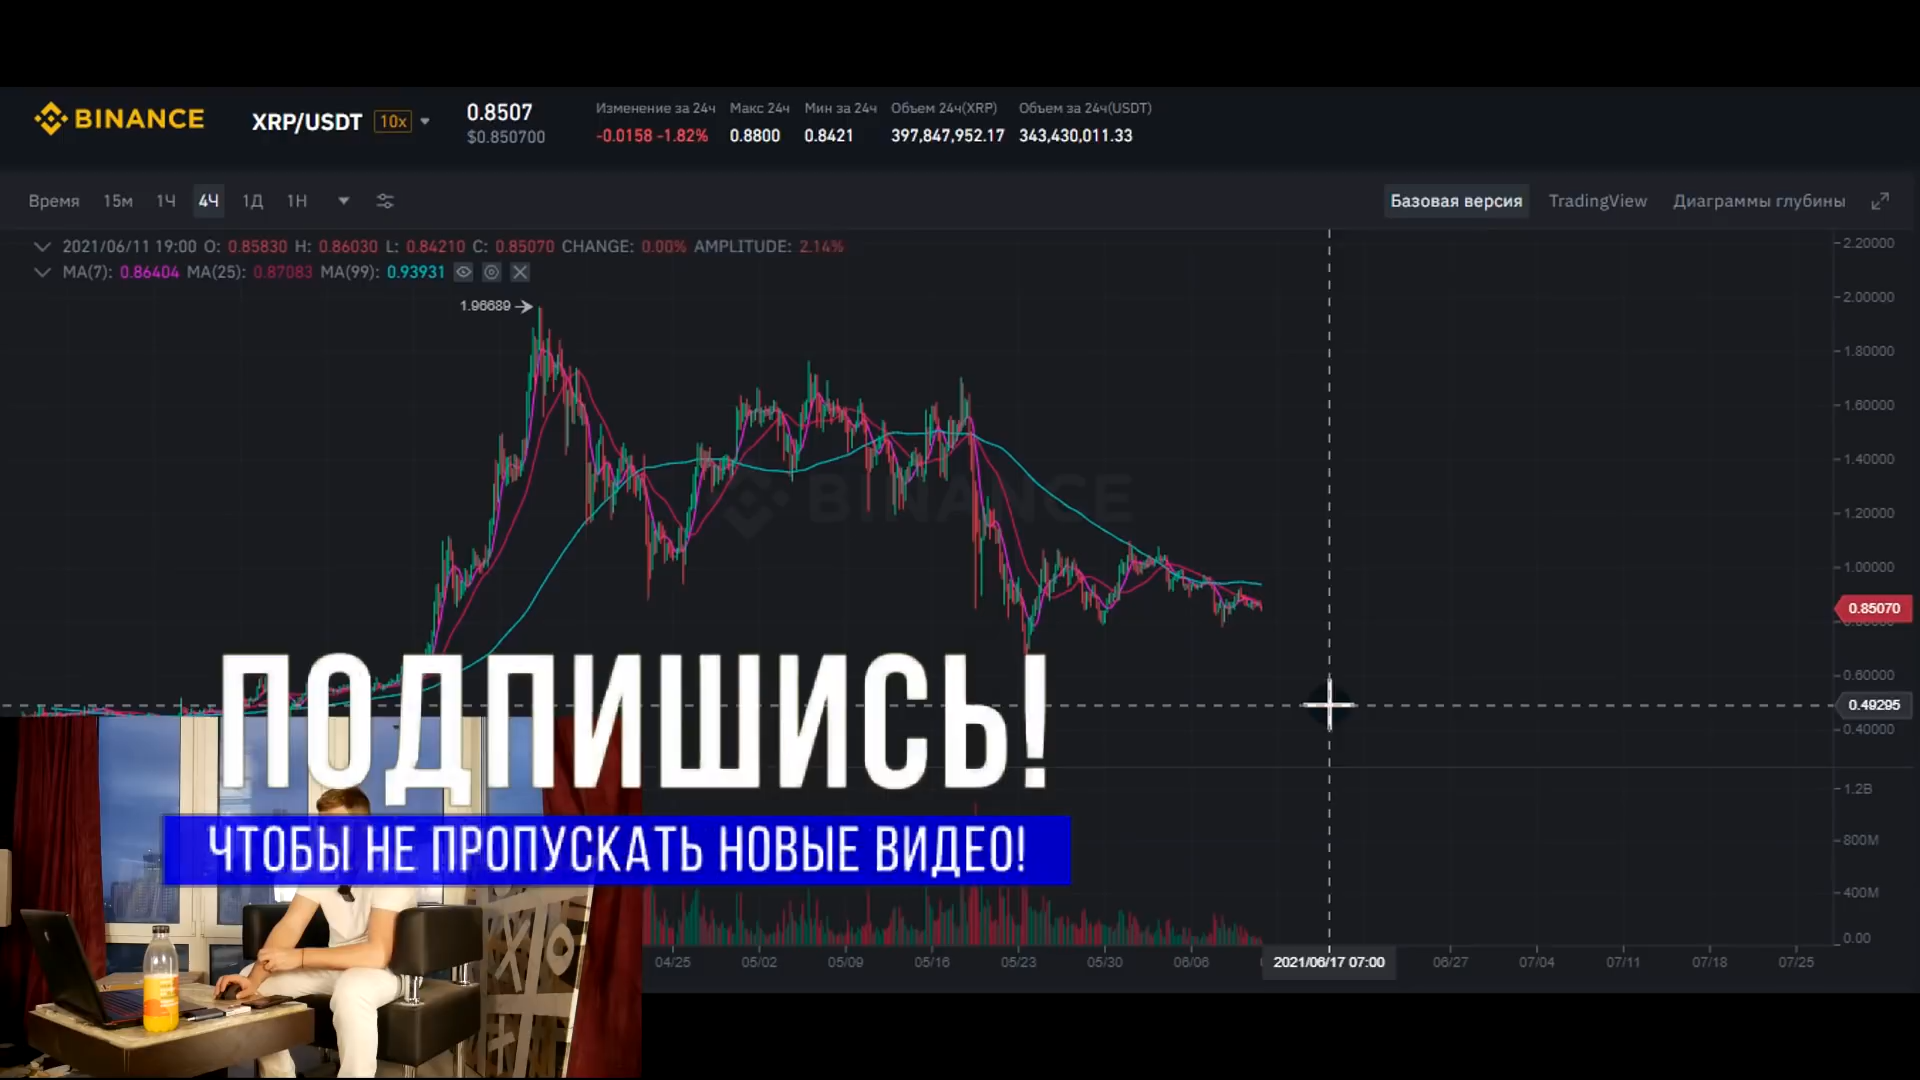 BINANCE
XRP/USDT 10x
0.8507
$0.850700
Изменение за 24ч Макс 24ч Мин за 24ч Объем 24ч(XRP) Объем за 24ч(USDT)
-0.0158 -1.82% 0.8800 0.8421 397,847,952.17 343,430,011.33
Время 15м 1Ч 4Ч 1Д 1Н
Базовая версия TradingView Диаграммы глубины
2021/06/11 19:00 O: 0.85830 H: 0.86030 L: 0.84210 C: 0.85070 CHANGE: 0.00% AMPLITUDE: 2.14%
MA(7): 0.86404 MA(25): 0.87083 MA(99): 0.93931
1.96689
2.20000
2.00000
1.80000
1.60000
1.40000
BINANCE
1.20000
1.00000
0.85070
0.60000
0.49295
0.40000
ПОДПИШИСЬ!
ЧТОБЫ НЕ ПРОПУСКАТЬ НОВЫЕ ВИДЕО!
1.2B
800M
400M
0.00
04/25 05/02 05/09 05/16 05/23 05/30 06/06 2021/06/17 07:00 06/27 07/04 07/11 07/18 07/25